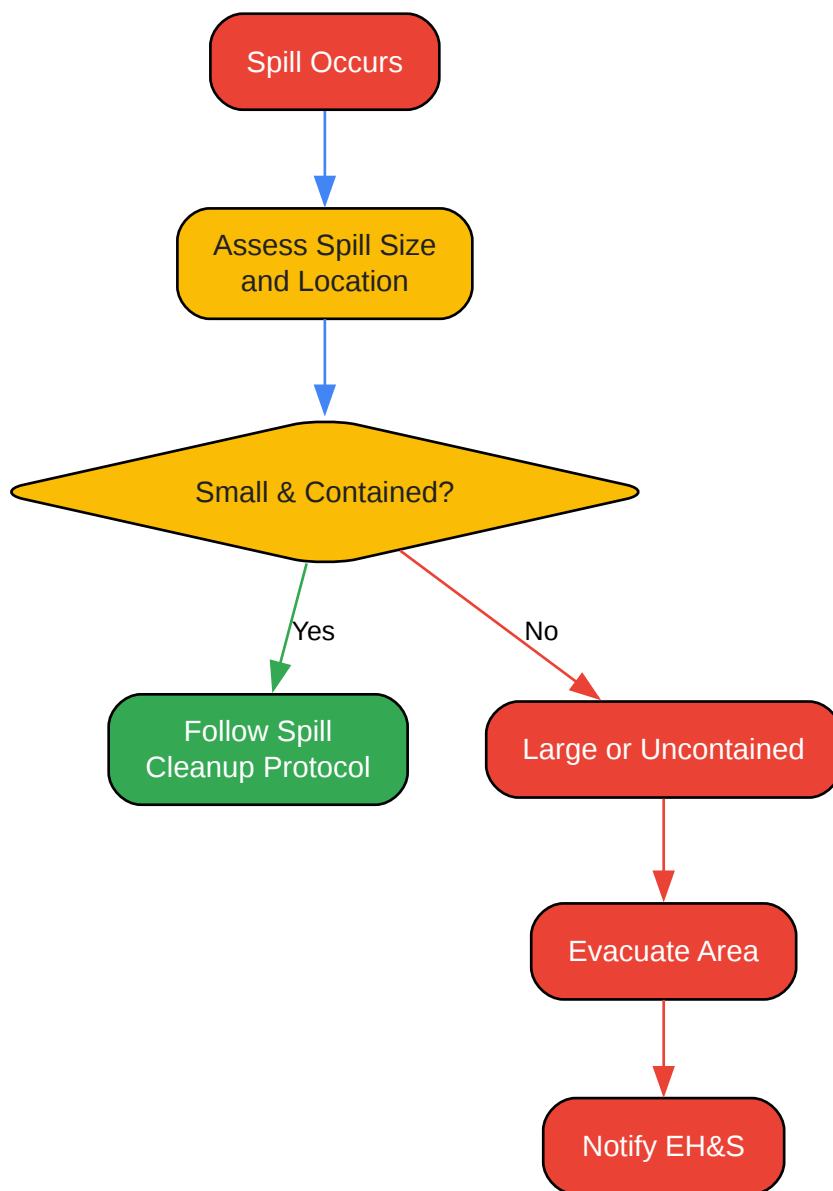 Spill Occurs
Assess Spill Size
and Location
Small & Contained?
Yes
No
Follow Spill
Cleanup Protocol
Large or Uncontained
Evacuate Area
Notify EH&S